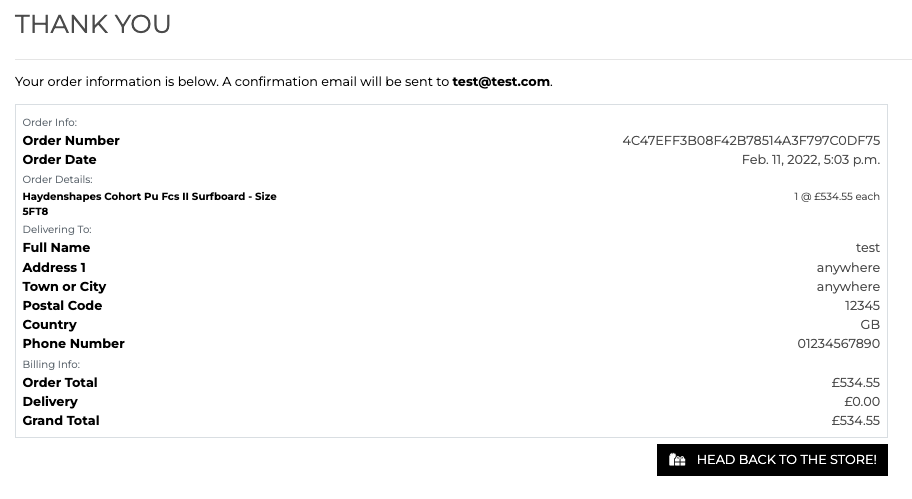 THANK YOU
Your order information is below. A confirmation email will be sent to test@test.com.
Order Info:
Order Number 4C47EFF3B08F42B78514A3F797C0DF75
Order Date Feb. 11, 2022, 5:03 p.m.
Order Details:
Haydenshapes Cohort Pu Fcs II Surfboard - Size 1 @ £534.55 each
5FT8
Delivering To:
Full Name test
Address 1 anywhere
Town or City anywhere
Postal Code 12345
Country GB
Phone Number 01234567890
Billing Info:
Order Total £534.55
Delivery £0.00
Grand Total £534.55
HEAD BACK TO THE STORE!